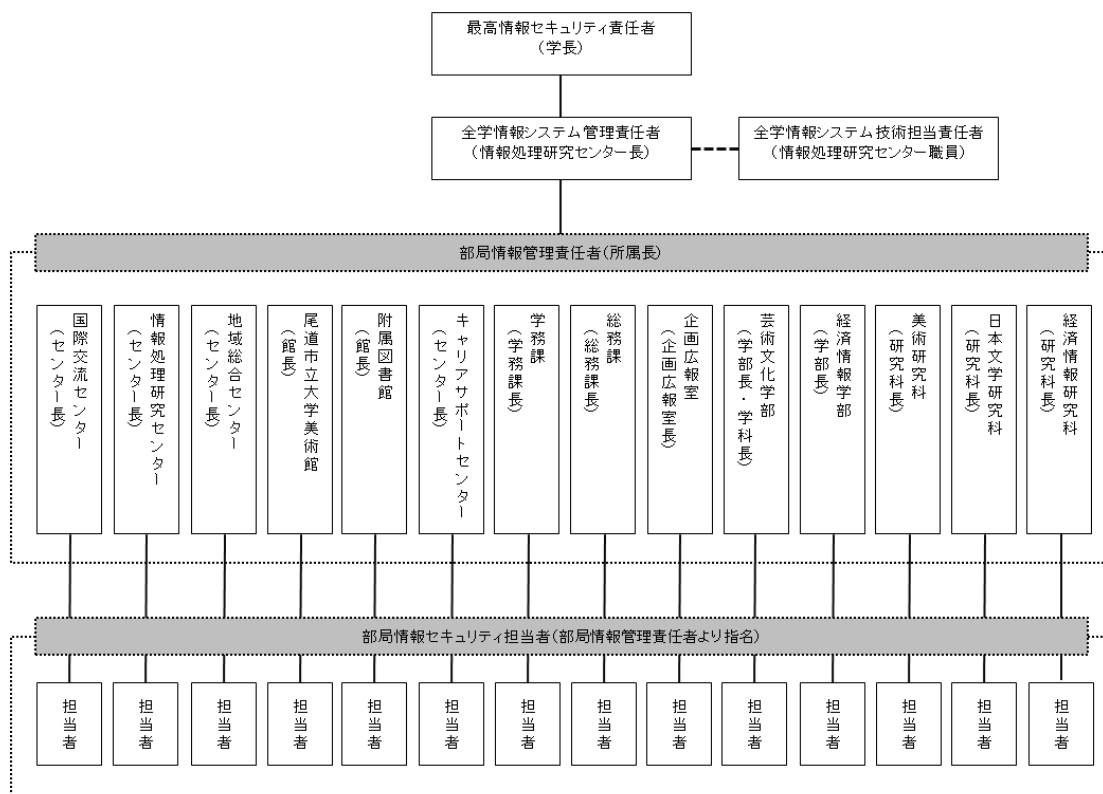 最高情報セキュリティ責任者
(学長)
全学情報システム管理責任者
(情報処理研究センター長)
全学情報システム技術担当責任者
(情報処理研究センター職員)
部局情報管理責任者(所属長)
国際交流センター
(センター長)
情報処理研究センター
(センター長)
地域総合センター
(センター長)
尾道市立大学美術館
(館長)
附属図書館
(館長)
キャリアサポートセンター
(センター長)
学務課
(学務課長)
総務課
(総務課長)
企画広報室
(企画広報室長)
芸術文化学部
(学部長・学科長)
経済情報学部
(学部長)
美術研究科
(研究科長)
日本文学研究科
(研究科長)
経済情報研究科
(研究科長)
部局情報セキュリティ担当者(部局情報管理責任者より指名)
担当者
担当者
担当者
担当者
担当者
担当者
担当者
担当者
担当者
担当者
担当者
担当者
担当者
担当者